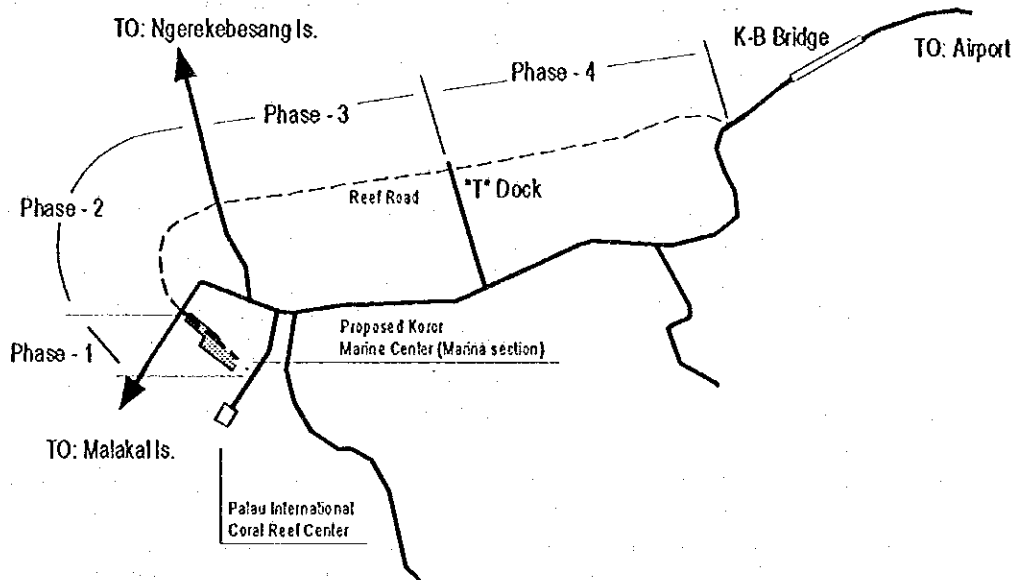 TO: Ngerekebesang Is.
K-B Bridge
TO: Airport
Phase - 4
Phase - 3
"T" Dock
Reef Road
Phase - 2
Proposed Koror
Marine Center (Marina section)
Phase - 1
TO: Malakal Is.
Palau International
Coral Reef Center